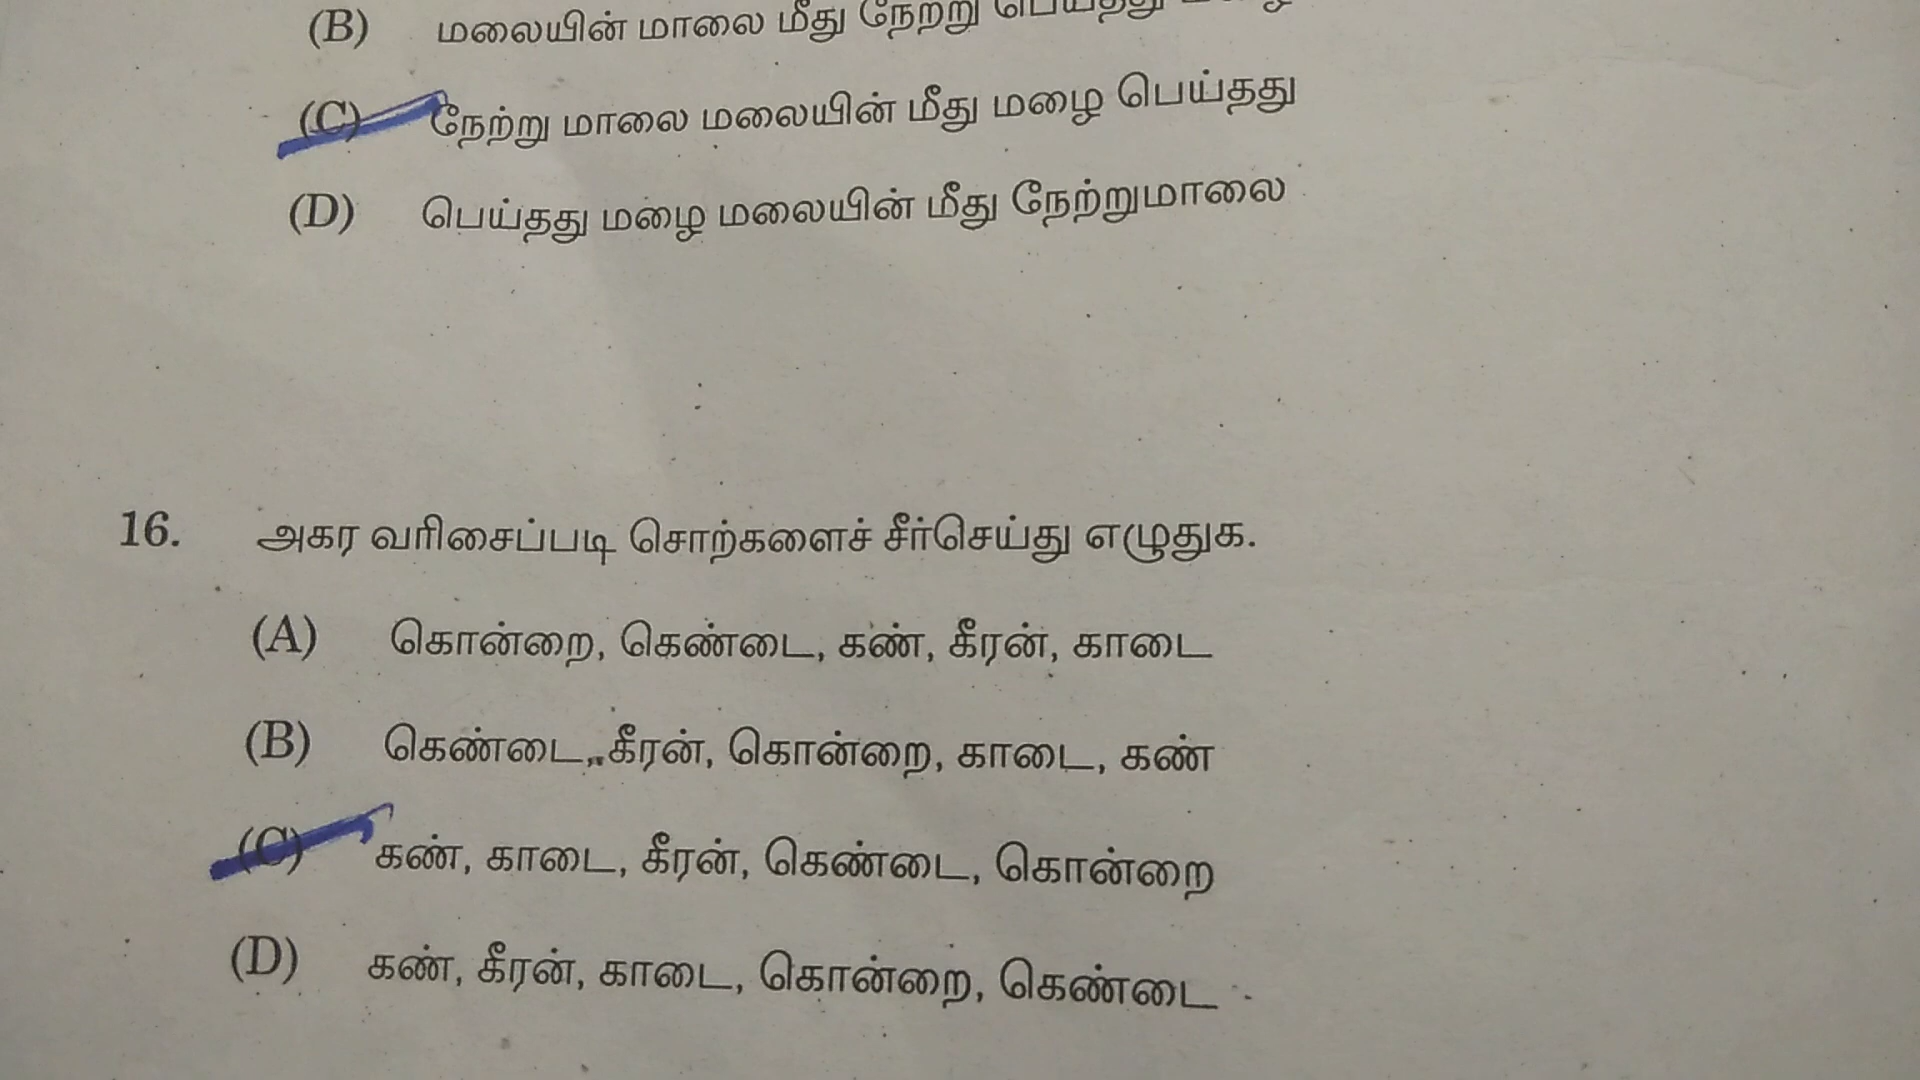 (B) மலையின் மாலை மீது நேற்று பெய்தது
(C) நேற்று மாலை மலையின் மீது மழை பெய்தது
(D) பெய்தது மழை மலையின் மீது நேற்றுமாலை
16. அகர வரிசைப்படி சொற்களைச் சீர்செய்து எழுதுக.
(A) கொன்றை, கெண்டை, கண், கீரன், காடை
(B) கெண்டை, கீரன், கொன்றை, காடை, கண்
(C) கண், காடை, கீரன், கெண்டை, கொன்றை
(D) கண், கீரன், காடை, கொன்றை, கெண்டை